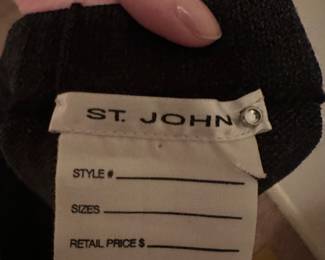 ST. JOHN
STYLE #
SIZES
RETAIL PRICE $